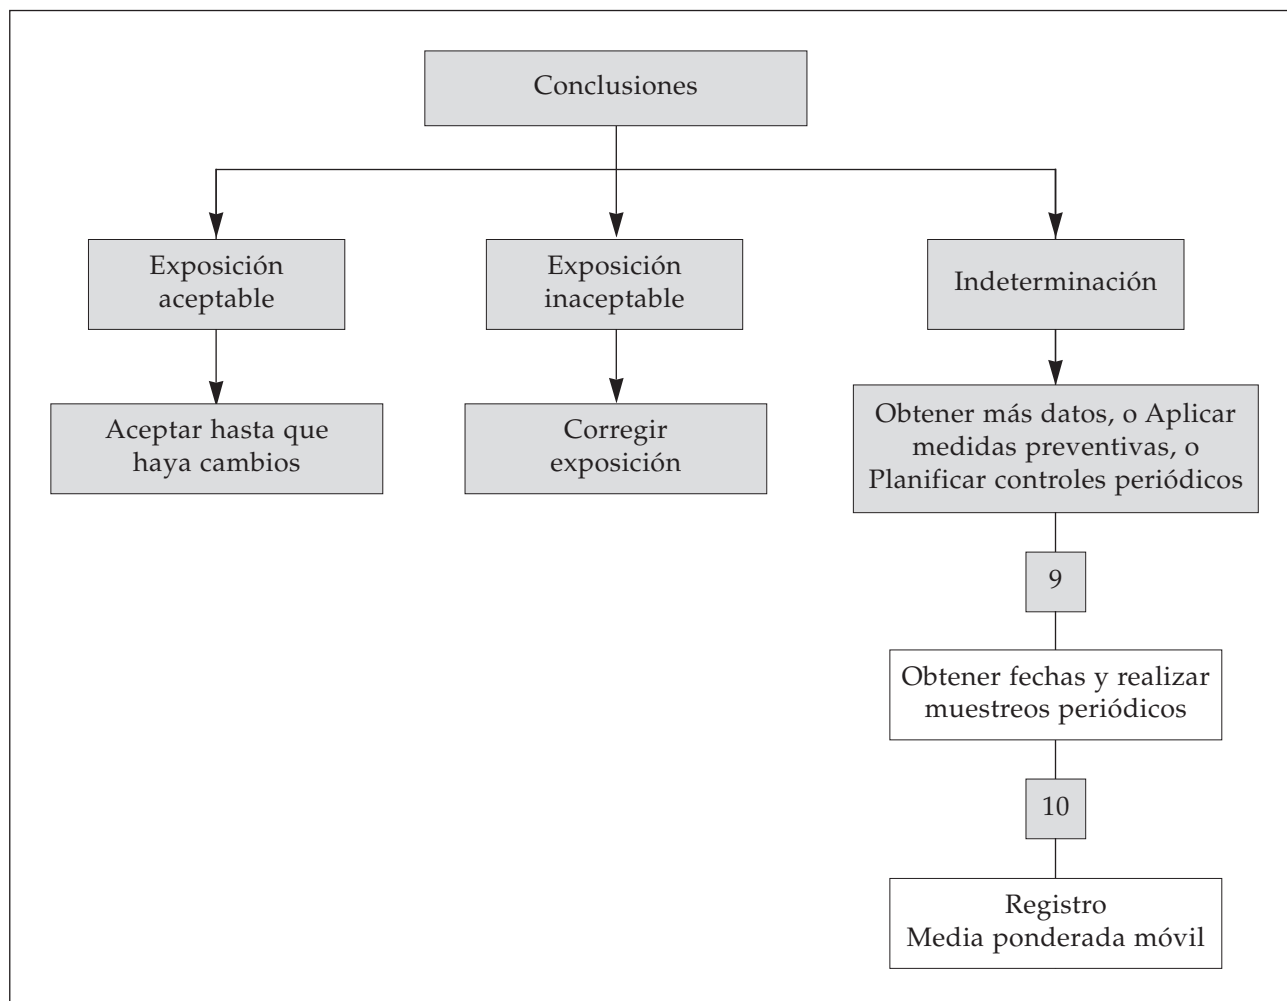 Conclusiones
Exposición
aceptable
Exposición
inaceptable
Indeterminación
Aceptar hasta que
haya cambios
Corregir
exposición
Obtener más datos, o Aplicar
medidas preventivas, o
Planificar controles periódicos
9
Obtener fechas y realizar
muestreos periódicos
10
Registro
Media ponderada móvil